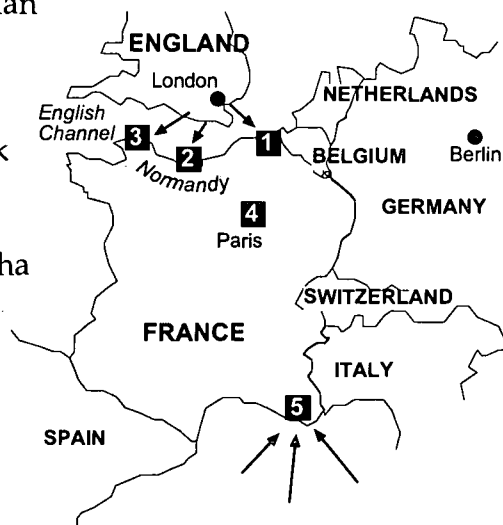 ENGLAND
London
NETHERLANDS
English
Channel
3
1
2
BELGIUM
Berlin
Normandy
4
GERMANY
Paris
SWITZERLAND
FRANCE
ITALY
5
SPAIN